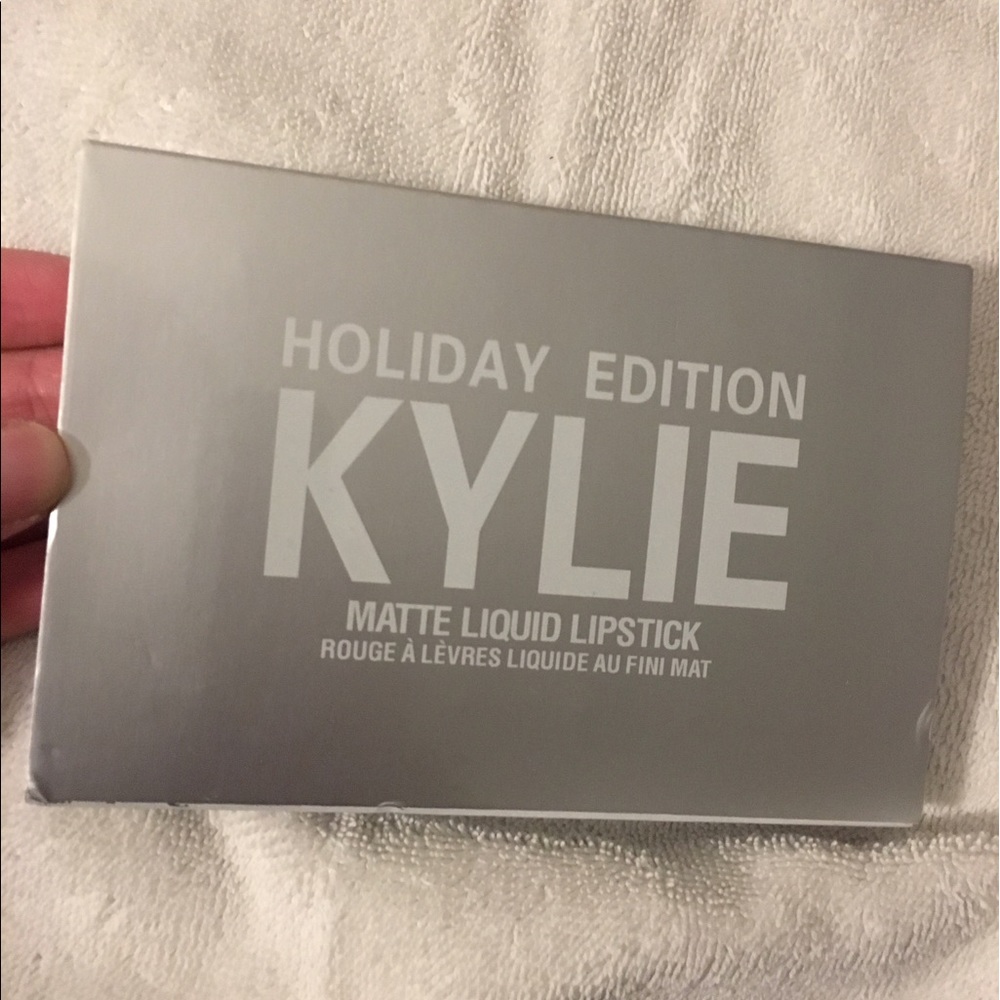 HOLIDAY EDITION
KYLIE
MATTE LIQUID LIPSTICK
ROUGE À LÈVRES LIQUIDE AU FINI MAT